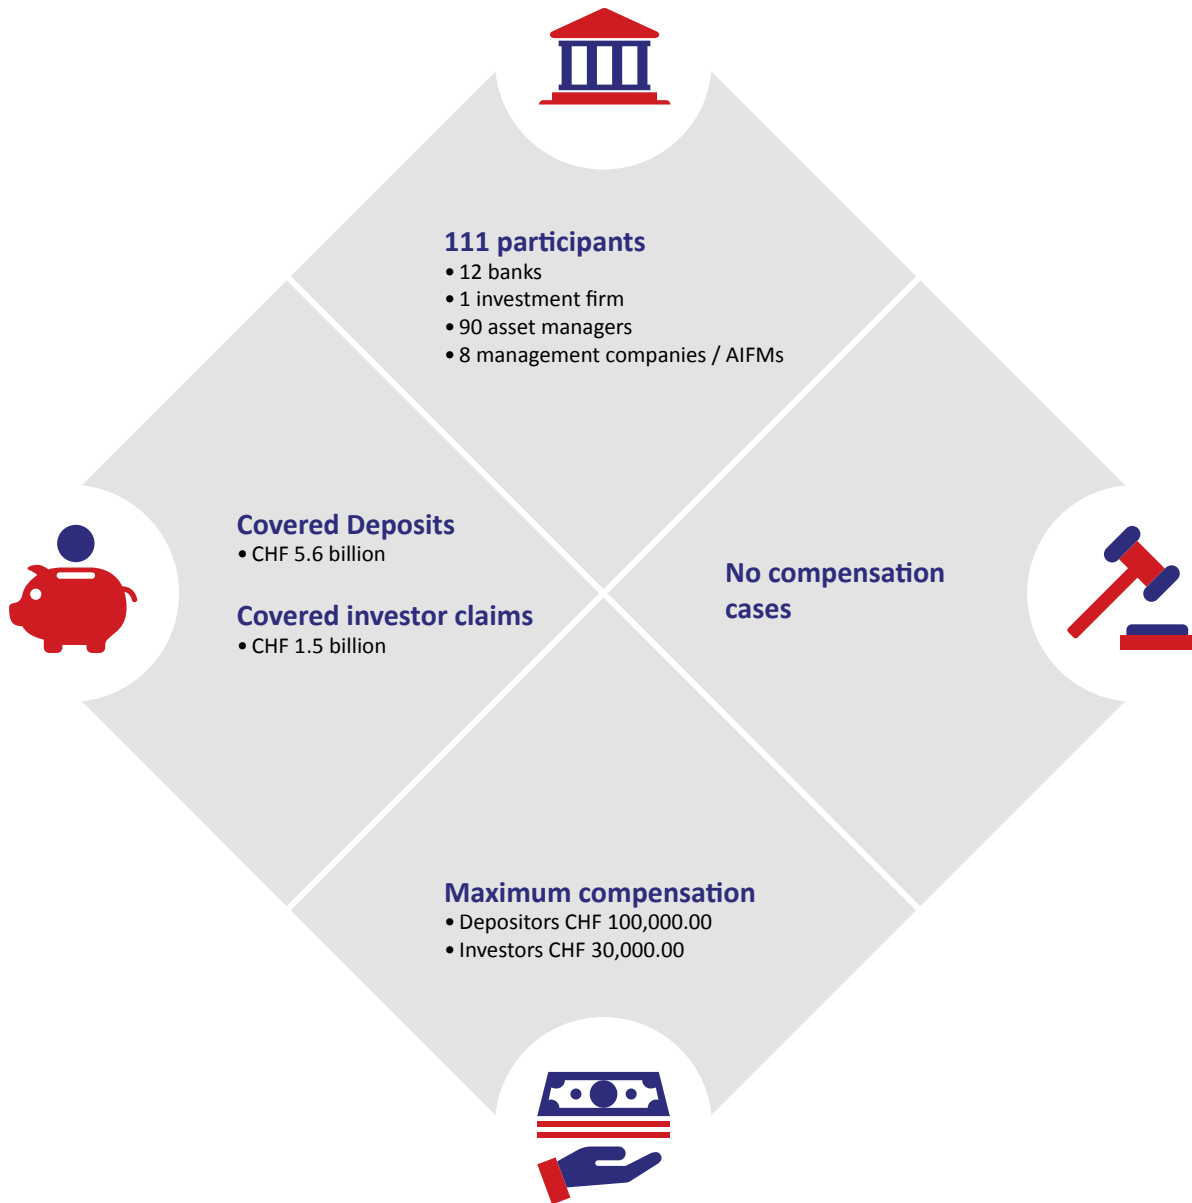 111 participants
• 12 banks
• 1 investment firm
• 90 asset managers
• 8 management companies / AIFMs
Covered Deposits
• CHF 5.6 billion
Covered investor claims
• CHF 1.5 billion
No compensation
cases
Maximum compensation
• Depositors CHF 100,000.00
• Investors CHF 30,000.00